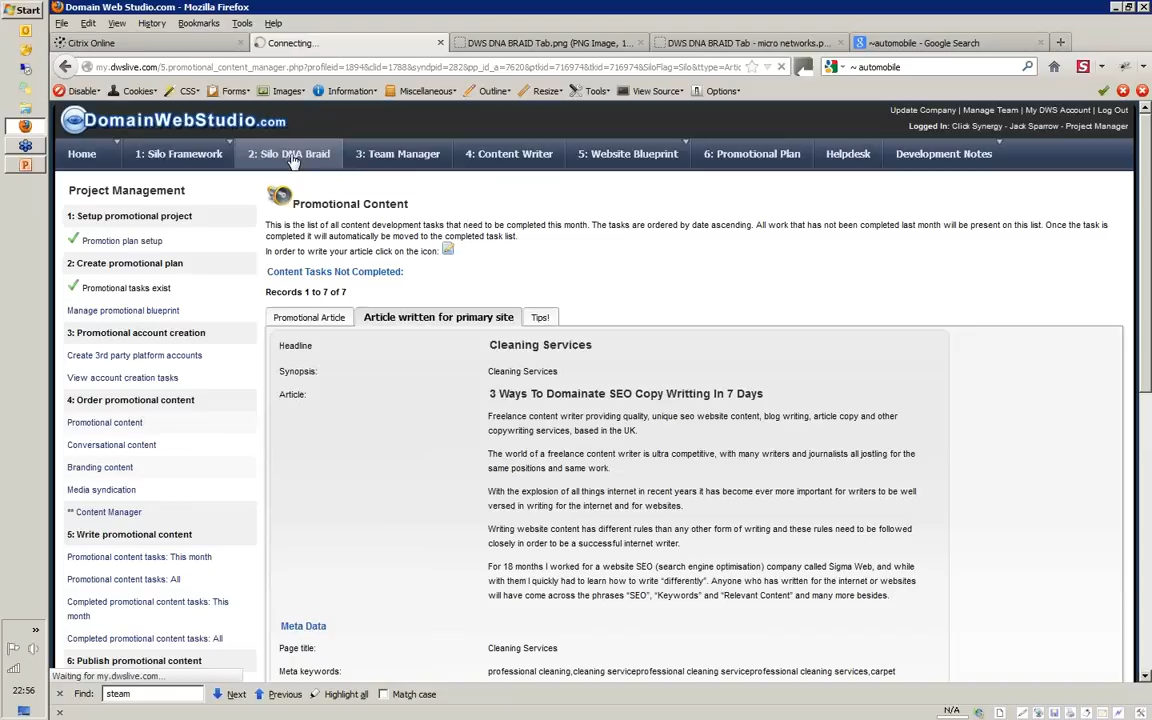 Start
Domain Web Studio.com - Mozilla Firefox
File Edit View History Bookmarks Tools Help
Citrix Online
Connecting...
DWS DNA BRAID Tab.png (PNG Image, 1...
DWS DNA BRAID Tab - micro networks.p...
~automobile - Google Search
my.dwslive.com/5.promotional_content_manager.php?profileid=1894&clid=1788&syndpid=282&pp_id_a=7620&ptkid=716974&tkid=716974&SiloFlag=Silo&ttype=Artic
~ automobile
Disable Cookies CSS Forms Images Information Miscellaneous Outline Resize Tools View Source Options
DomainWebStudio.com
Update Company | Manage Team | My DWS Account | Log Out
Logged In: Click Synergy - Jack Sparrow - Project Manager
Home 1: Silo Framework 2: Silo DNA Braid 3: Team Manager 4: Content Writer 5: Website Blueprint 6: Promotional Plan Helpdesk Development Notes
Project Management
1: Setup promotional project
Promotion plan setup
2: Create promotional plan
Promotional tasks exist
Manage promotional blueprint
3: Promotional account creation
Create 3rd party platform accounts
View account creation tasks
4: Order promotional content
Promotional content
Conversational content
Branding content
Media syndication
** Content Manager
5: Write promotional content
Promotional content tasks: This month
Promotional content tasks: All
Completed promotional content tasks: This
month
Completed promotional content tasks: All
6: Publish promotional content
Promotional Content
This is the list of all content development tasks that need to be completed this month. The tasks are ordered by date ascending. All work that has not been completed last month will be present on this list. Once the task is
completed it will automatically be moved to the completed task list.
In order to write your article click on the icon:
Content Tasks Not Completed:
Records 1 to 7 of 7
Promotional Article Article written for primary site Tips!
Headline Cleaning Services
Synopsis: Cleaning Services
Article: 3 Ways To Domainate SEO Copy Writting In 7 Days
Freelance content writer providing quality, unique seo website content, blog writing, article copy and other
copywriting services, based in the UK.
The world of a freelance content writer is ultra competitive, with many writers and journalists all jostling for the
same positions and same work.
With the explosion of all things internet in recent years it has become ever more important for writers to be well
versed in writing for the internet and for websites.
Writing website content has different rules than any other form of writing and these rules need to be followed
closely in order to be a successful internet writer.
For 18 months I worked for a website SEO (search engine optimisation) company called Sigma Web, and while
with them I quickly had to learn how to write "differently". Anyone who has written for the internet or websites
will have come across the phrases "SEO", "Keywords" and "Relevant Content" and many more besides.
Meta Data
Page title: Cleaning Services
Meta keywords: professional cleaning,cleaning serviceprofessional cleaning serviceprofessional cleaning services,carpet
Waiting for my.dwslive.com...
22:56
Find: steam Next Previous Highlight all Match case
N/A